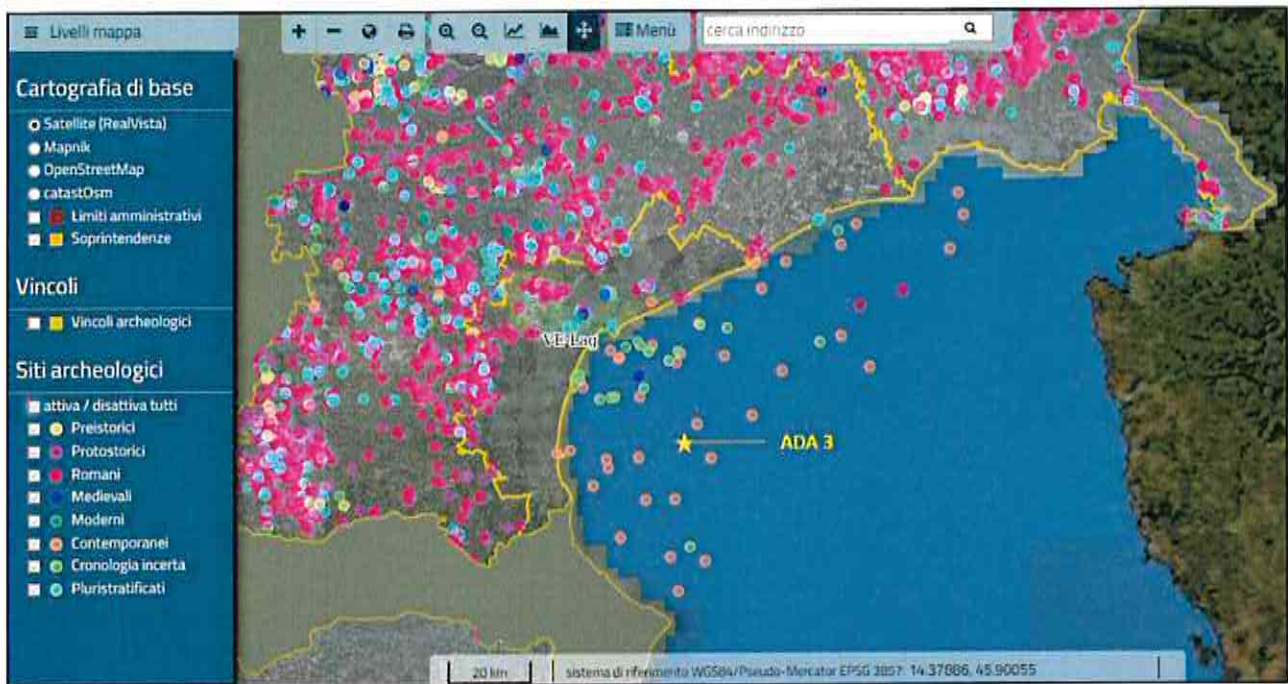 Livelli mappa
Menù
cerca indirizzo
Cartografia di base
Satellite (RealVista)
Mapnik
OpenStreetMap
catastOsm
Limiti amministrativi
Soprintendenze
Vincoli
Vincoli archeologici
Siti archeologici
attiva / disattiva tutti
Preistorici
Protostorici
Romani
Medievali
Moderni
Contemporanei
Cronologia incerta
Pluristratificati
VE-Lag
ADA 3
20 km
sistema di riferimento WGS84/Pseudo-Mercator EPSG 3857: 14.37886, 45.90055